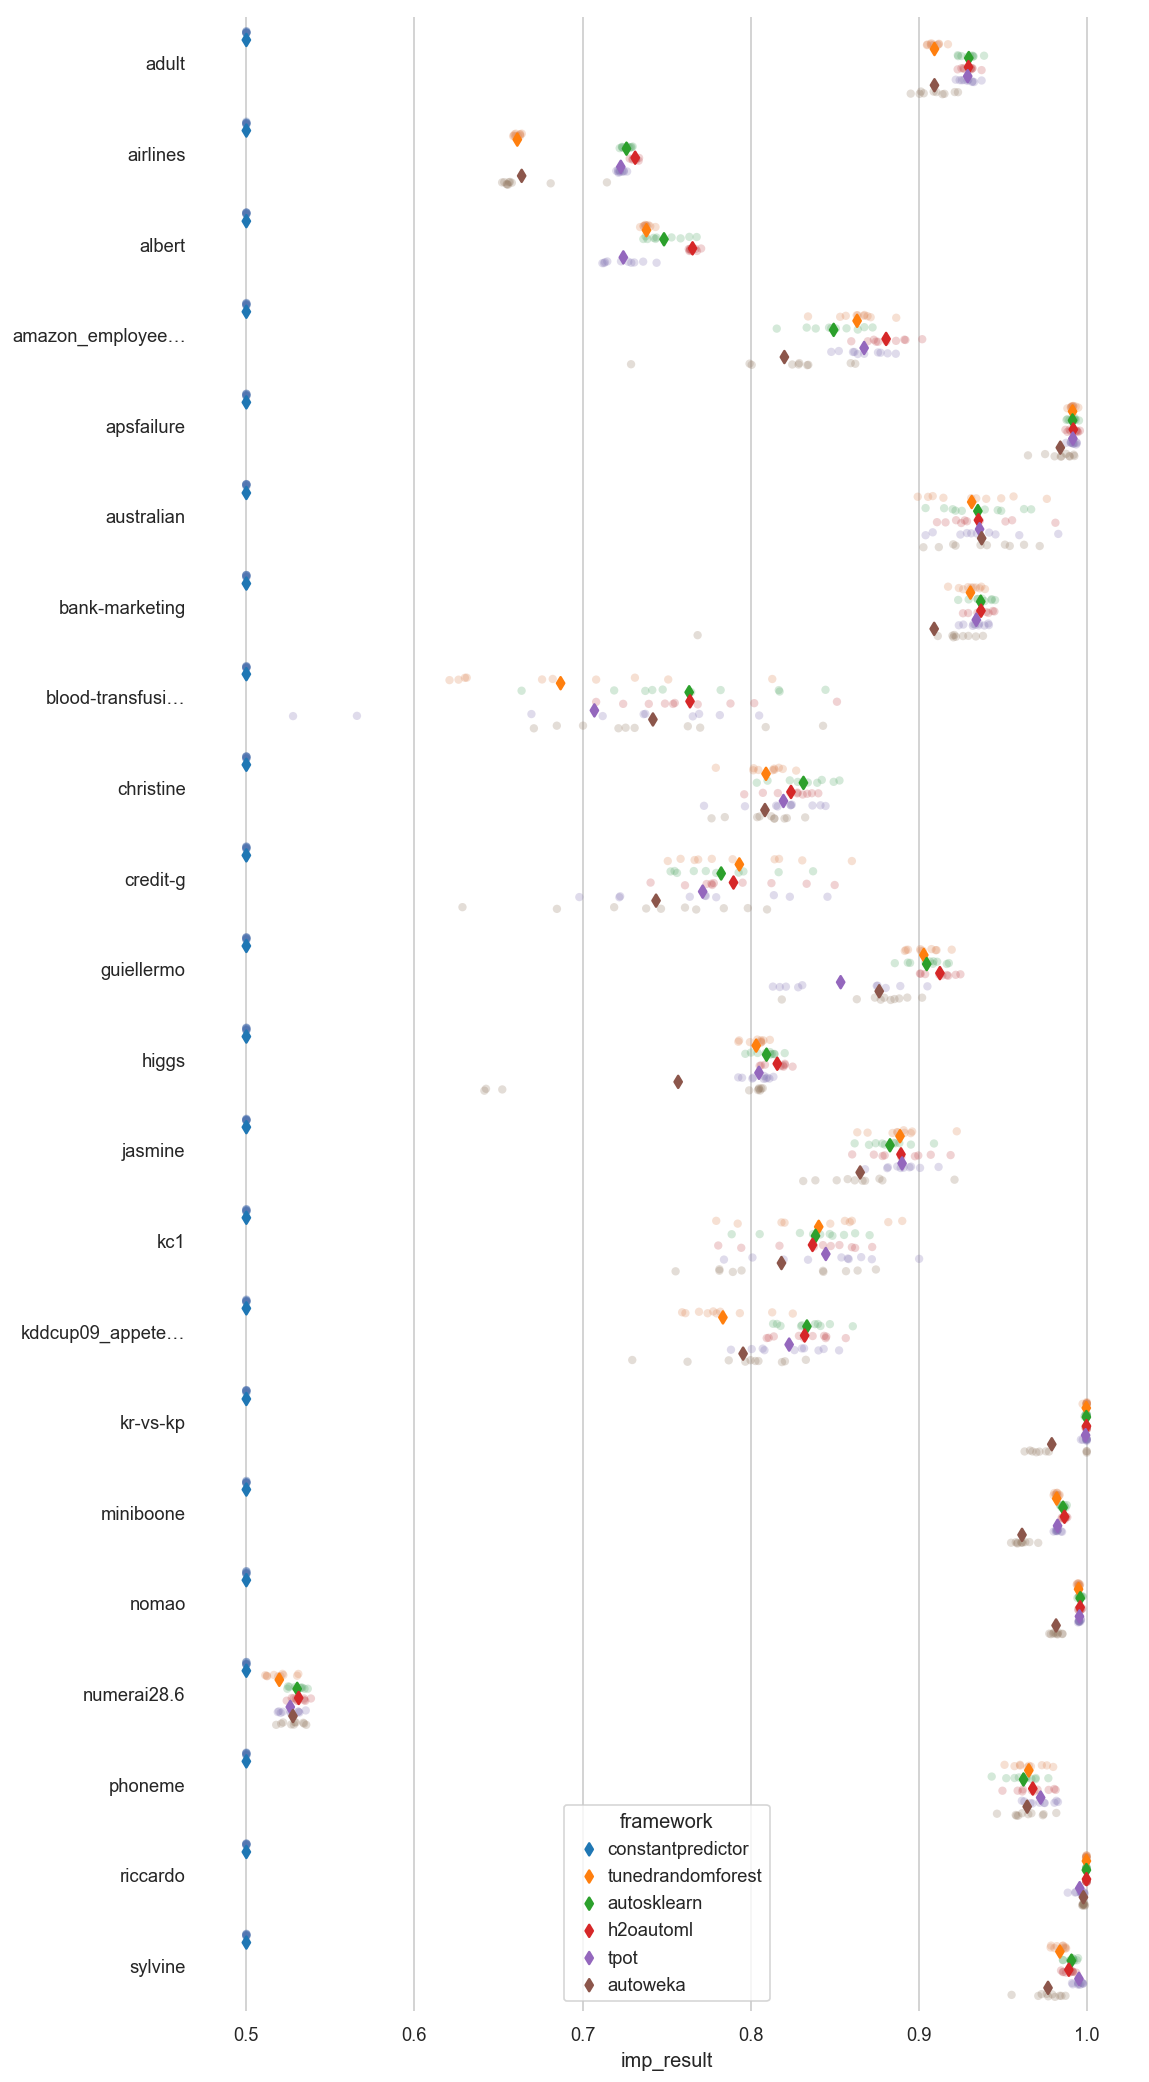 adult
airlines
albert
amazon_employee…
apsfailure
australian
bank-marketing
blood-transfusi…
christine
credit-g
guiellermo
higgs
jasmine
kc1
kddcup09_appete…
kr-vs-kp
miniboone
nomao
numerai28.6
phoneme
riccardo
sylvine
framework
constantpredictor
tunedrandomforest
autosklearn
h2oautoml
tpot
autoweka
0.5 0.6 0.7 0.8 0.9 1.0
imp_result